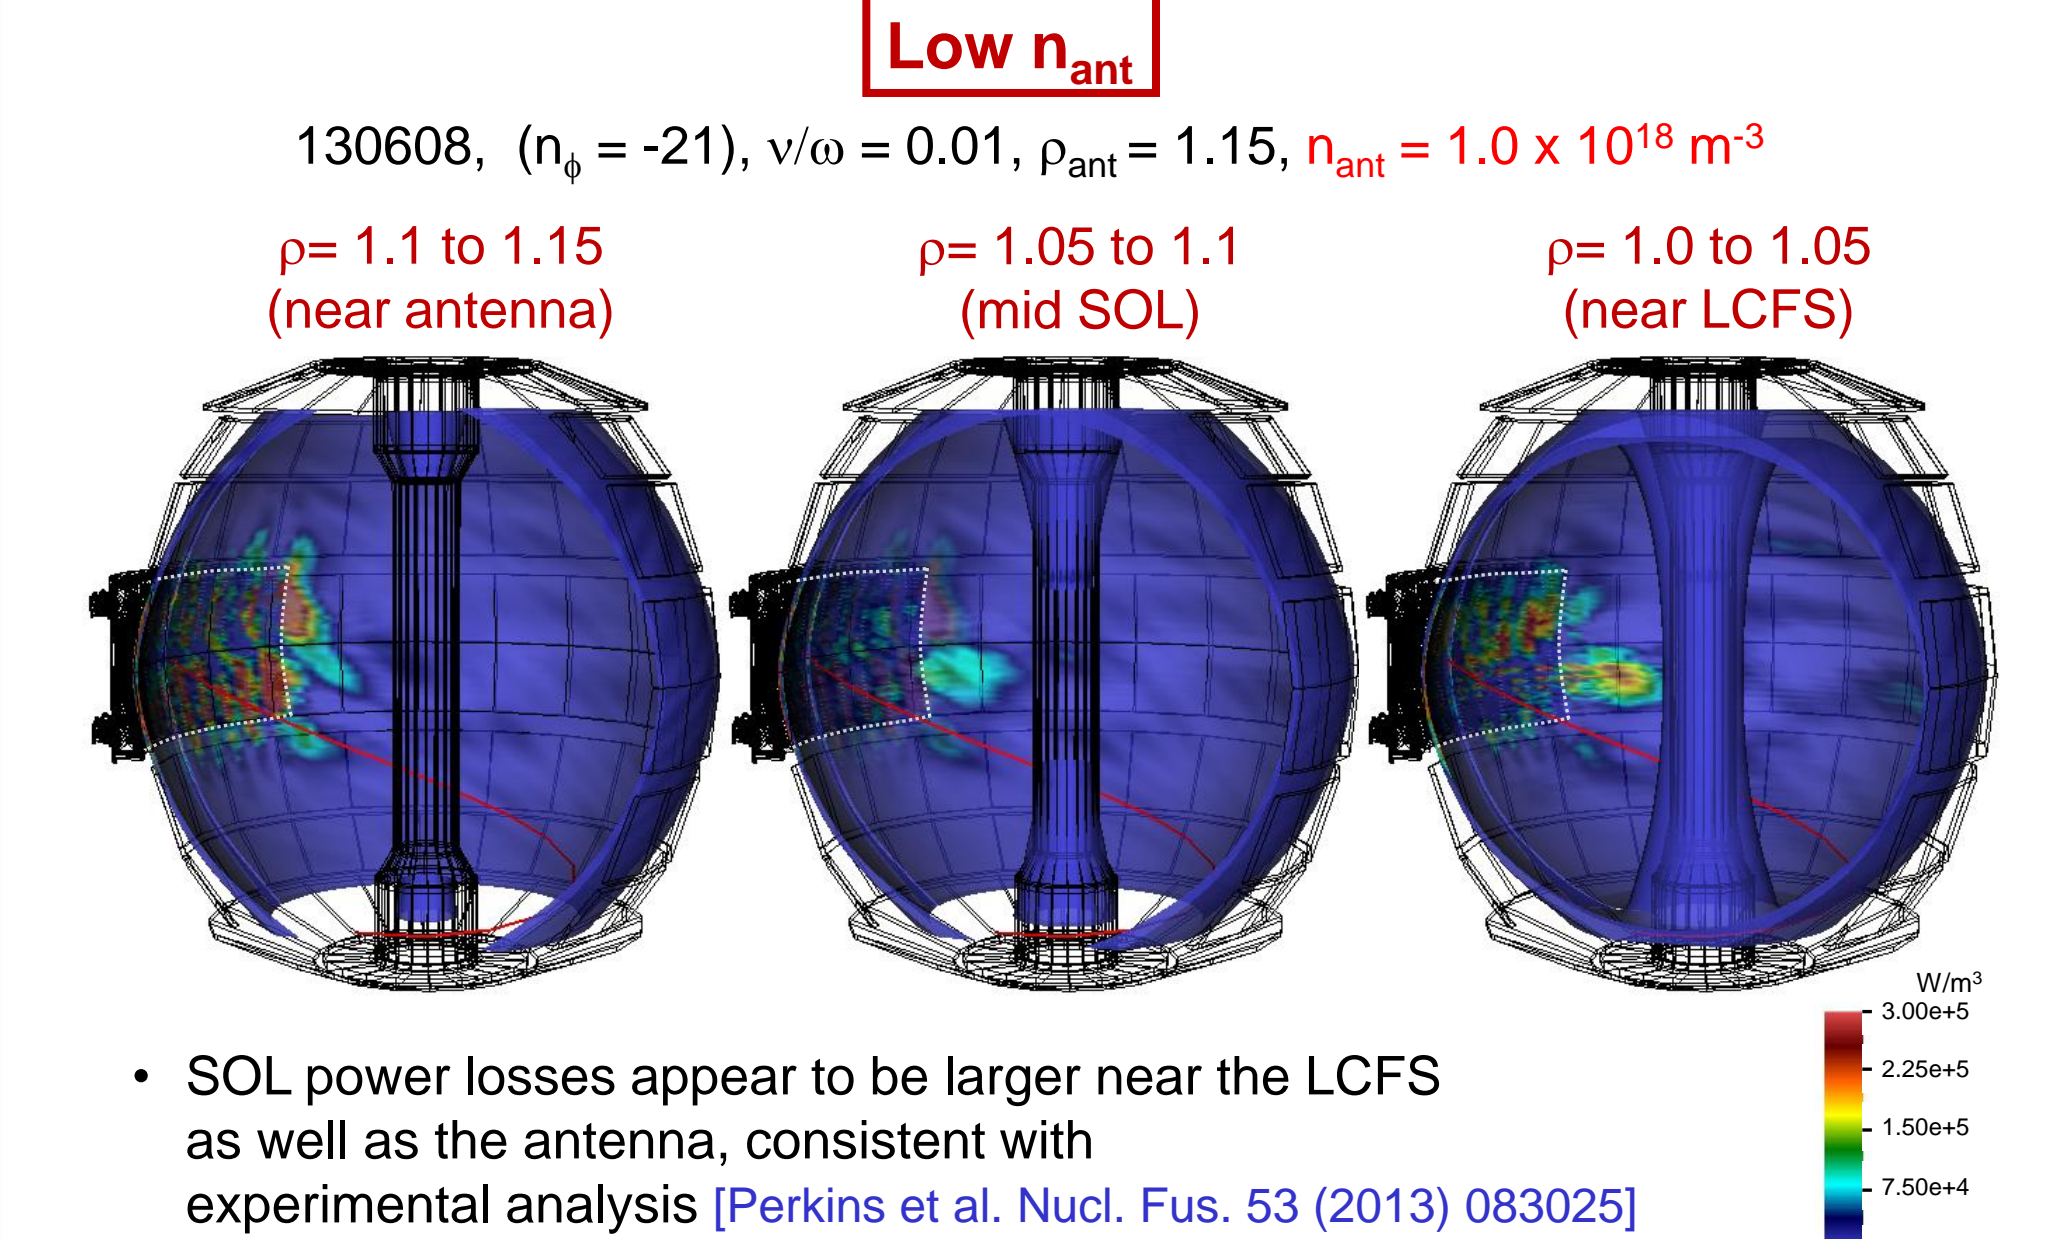 Low nₐₙₜ
130608, (n_ϕ = -21), ν/ω = 0.01, ρₐₙₜ = 1.15, nₐₙₜ = 1.0 x 10¹⁸ m⁻³
ρ= 1.1 to 1.15
(near antenna)
ρ= 1.05 to 1.1
(mid SOL)
ρ= 1.0 to 1.05
(near LCFS)
W/m³
3.00e+5
2.25e+5
1.50e+5
7.50e+4
• SOL power losses appear to be larger near the LCFS
as well as the antenna, consistent with
experimental analysis [Perkins et al. Nucl. Fus. 53 (2013) 083025]